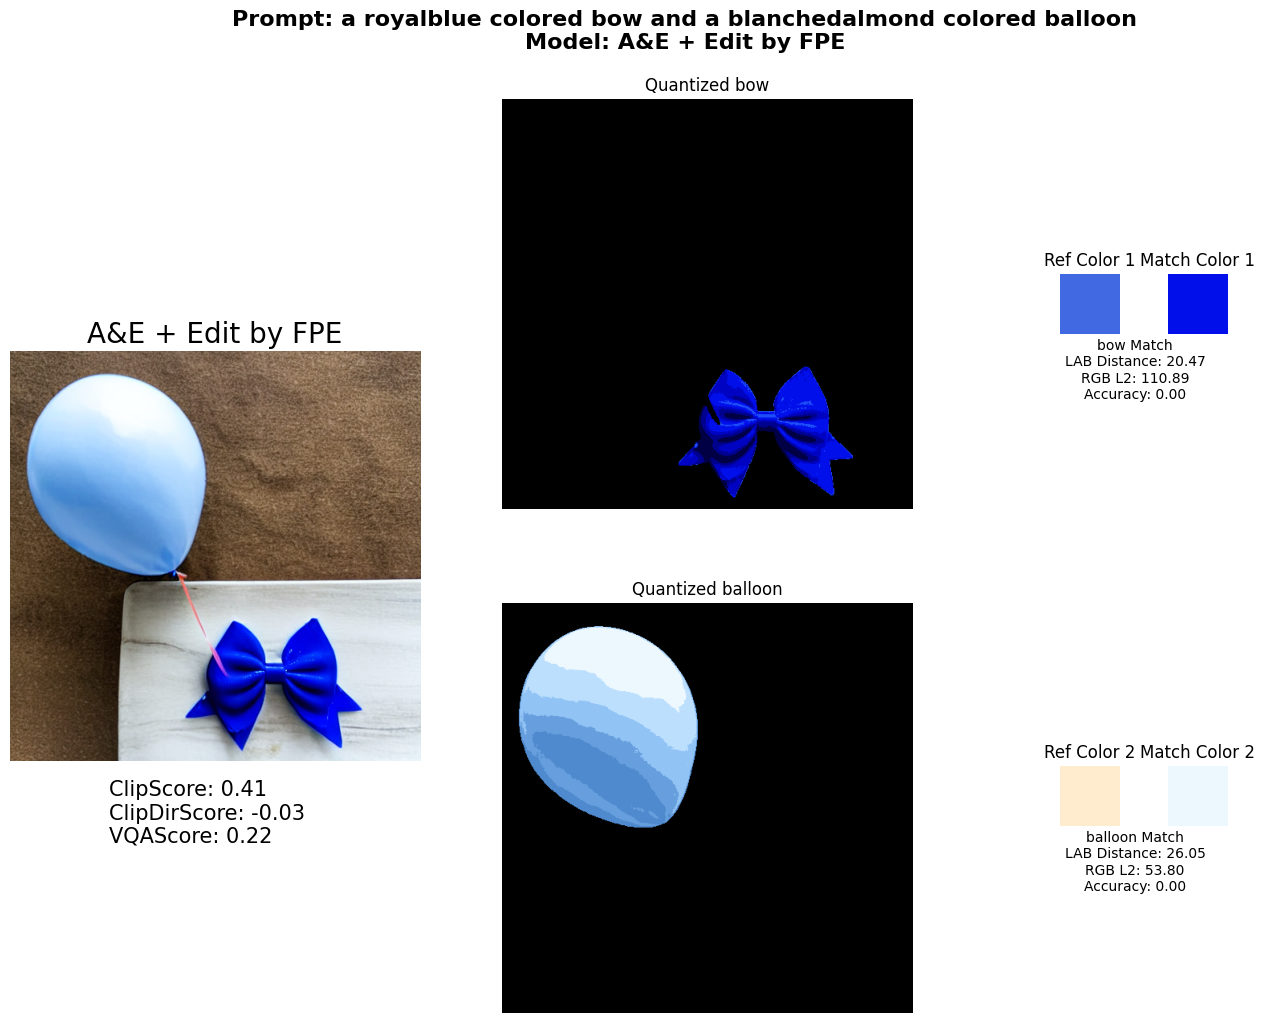 Prompt: a royalblue colored bow and a blanchedalmond colored balloon
Model: A&E + Edit by FPE
Quantized bow
Ref Color 1 Match Color 1
bow Match
LAB Distance: 20.47
RGB L2: 110.89
Accuracy: 0.00
A&E + Edit by FPE
ClipScore: 0.41
ClipDirScore: -0.03
VQAScore: 0.22
Quantized balloon
Ref Color 2 Match Color 2
balloon Match
LAB Distance: 26.05
RGB L2: 53.80
Accuracy: 0.00